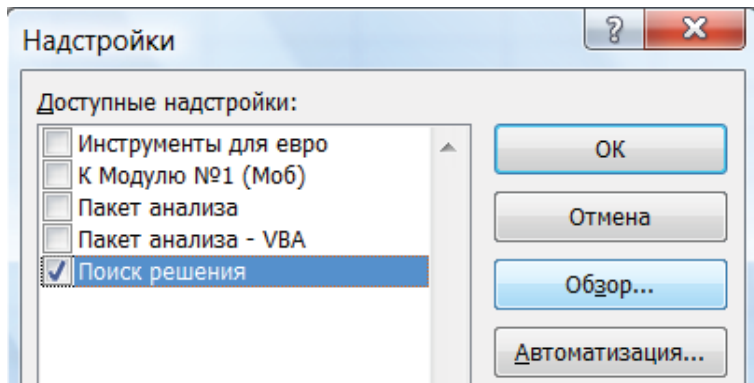 Надстройки
?
Доступные надстройки:
Инструменты для евро
К Модулю №1 (Моб)
Пакет анализа
Пакет анализа - VBA
Поиск решения
ОК
Отмена
Обзор...
Автоматизация...